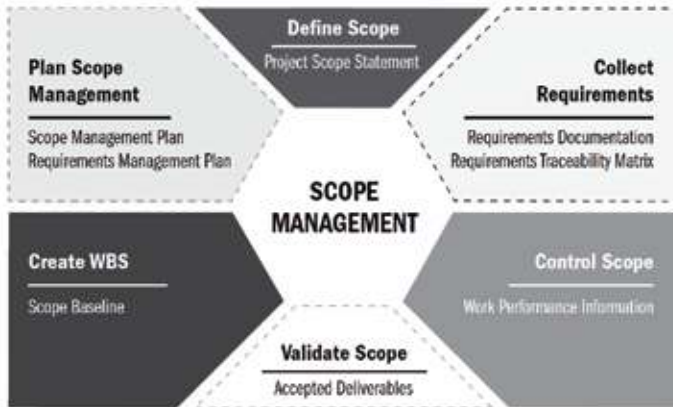 Define Scope
Project Scope Statement
Plan Scope
Management
Scope Management Plan
Requirements Management Plan
Collect
Requirements
Requirements Documentation
Requirements Traceability Matrix
SCOPE
MANAGEMENT
Create WBS
Scope Baseline
Control Scope
Work Performance Information
Validate Scope
Accepted Deliverables